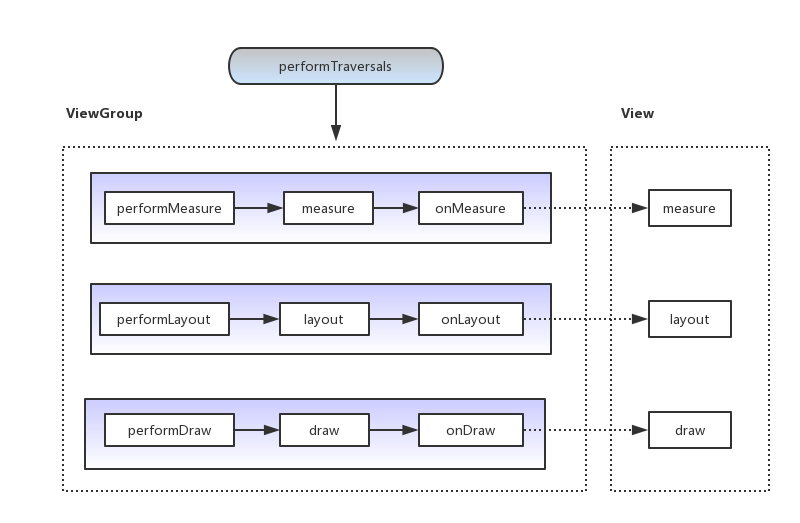 performTraversals
ViewGroup
View
performMeasure
measure
onMeasure
measure
performLayout
layout
onLayout
layout
performDraw
draw
onDraw
draw